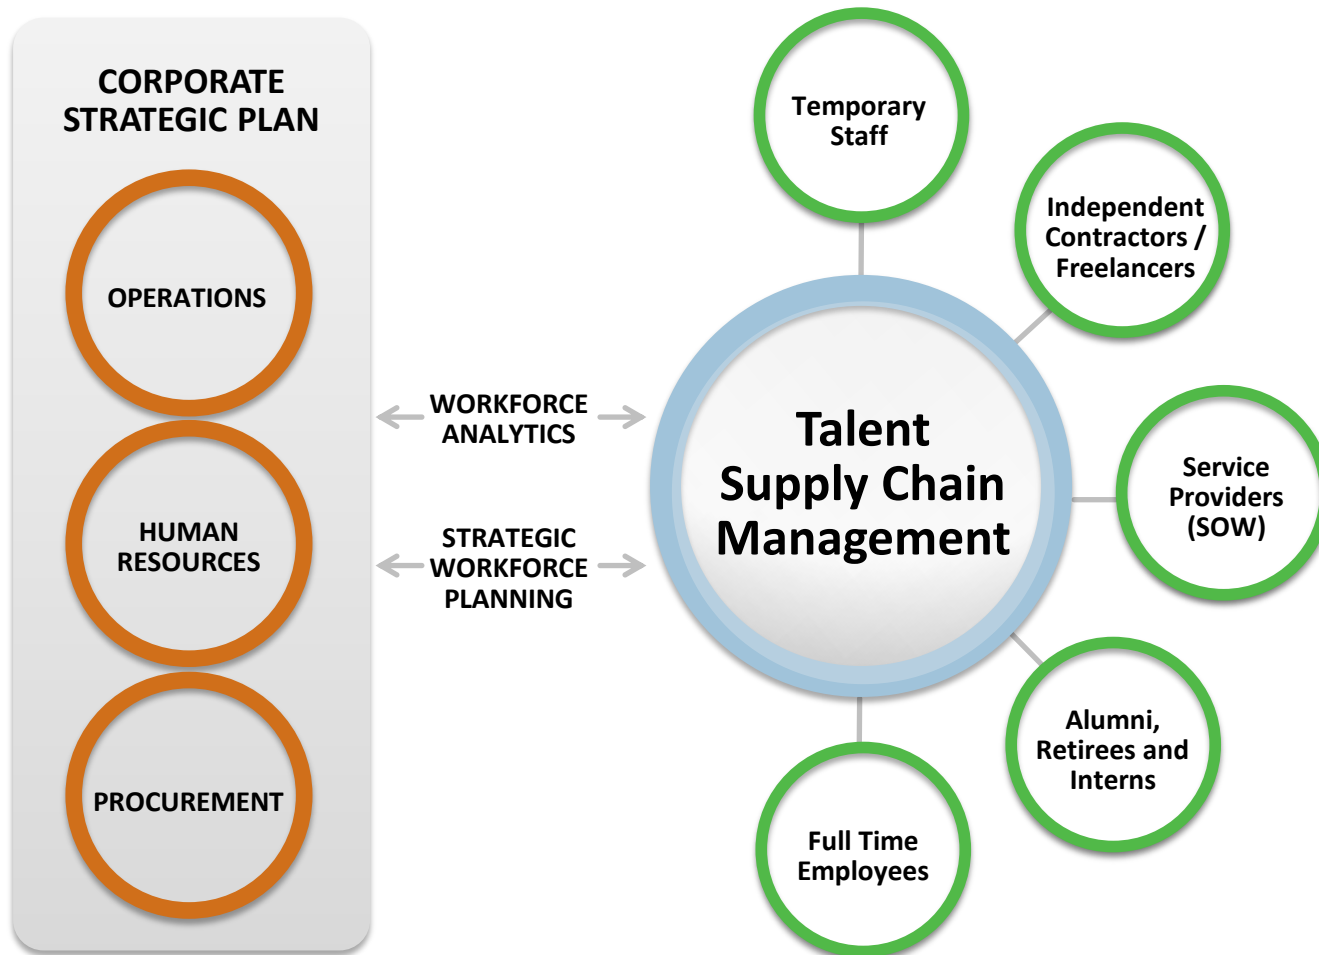 CORPORATE
STRATEGIC PLAN
OPERATIONS
HUMAN
RESOURCES
PROCUREMENT
WORKFORCE
ANALYTICS
STRATEGIC
WORKFORCE
PLANNING
Talent
Supply Chain
Management
Temporary
Staff
Independent
Contractors /
Freelancers
Service
Providers
(SOW)
Alumni,
Retirees and
Interns
Full Time
Employees